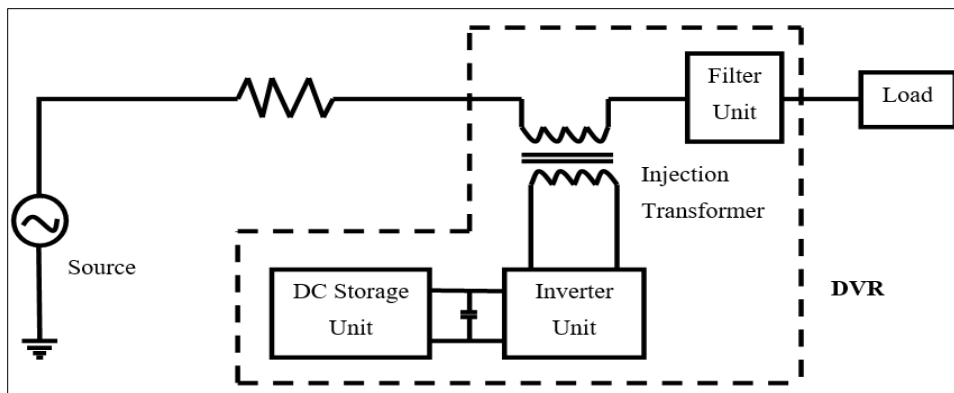 Filter
Unit
Load
Injection
Transformer
Source
DC Storage
Unit
Inverter
Unit
DVR